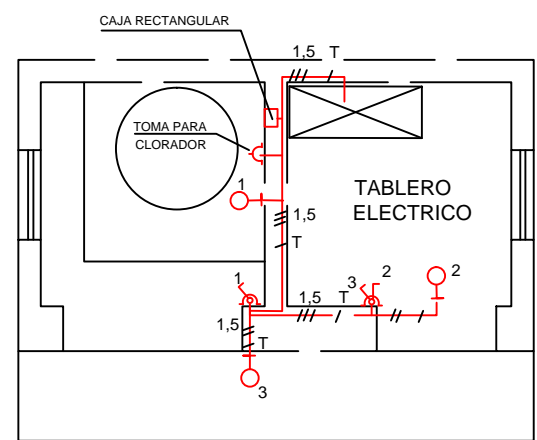 CAJA RECTANGULAR
1,5 T
TOMA PARA
CLORADOR
1
TABLERO
ELECTRICO
1,5
T
1
1,5 T
3
2
2
1,5
T
3